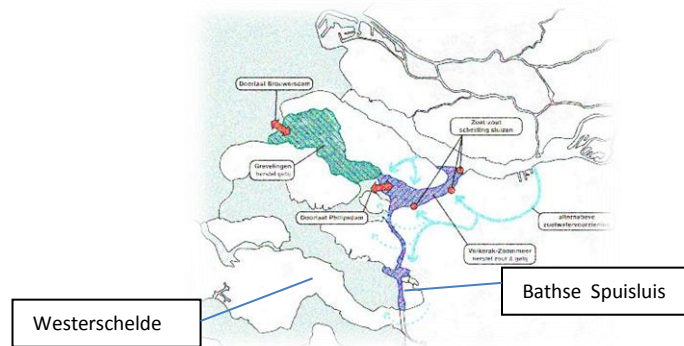 Doorlaat Brouwersdam
Zoet zout
scheiding sluizen
Grevelingen
herstel getij
Doorlaat Philipsdam
alternatieve
Volkerak-Zoommeer
herstel zout & getij
Bathse Spuisluis
Westerschelde